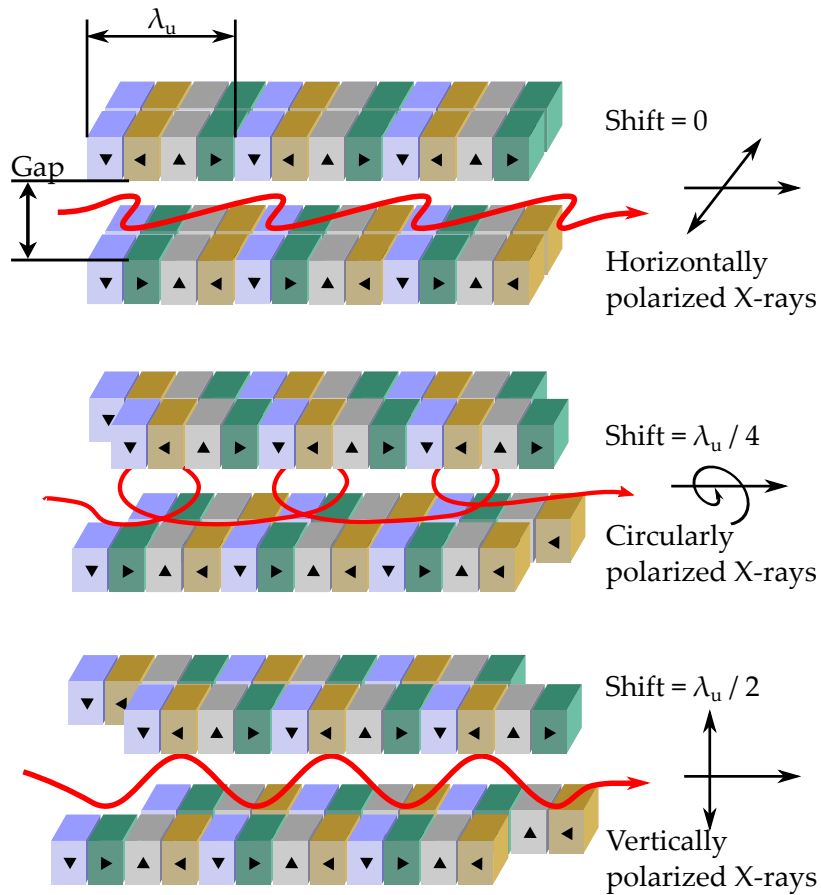 λu
Shift = 0
Gap
Horizontally
polarized X-rays
Shift = λu / 4
Circularly
polarized X-rays
Shift = λu / 2
Vertically
polarized X-rays